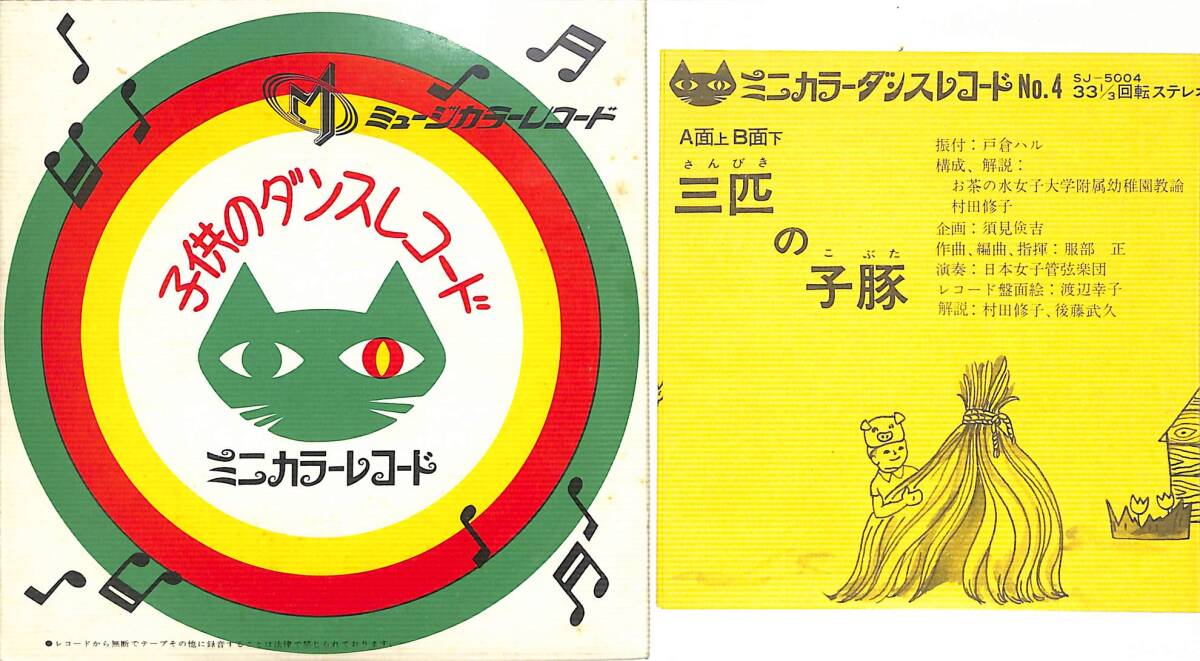 ミュージカラーレコード
子供のダンスレコード
ミニカラーレコード
●レコードから無断でテープその他に録音することは法律で禁じられております。
ミニカラーダンスレコード No.4
SJ-5004
33 1/3回転ステレオ
A面上 B面下
さんびき
三匹
の
こぶた
子豚
振付：戸倉ハル
構成、解説：
お茶の水女子大学附属幼稚園教諭
村田修子
企画：須見俊吉
作曲、編曲、指揮：服部 正
演奏：日本女子管弦楽団
レコード盤面絵：渡辺幸子
解説：村田修子、後藤武久